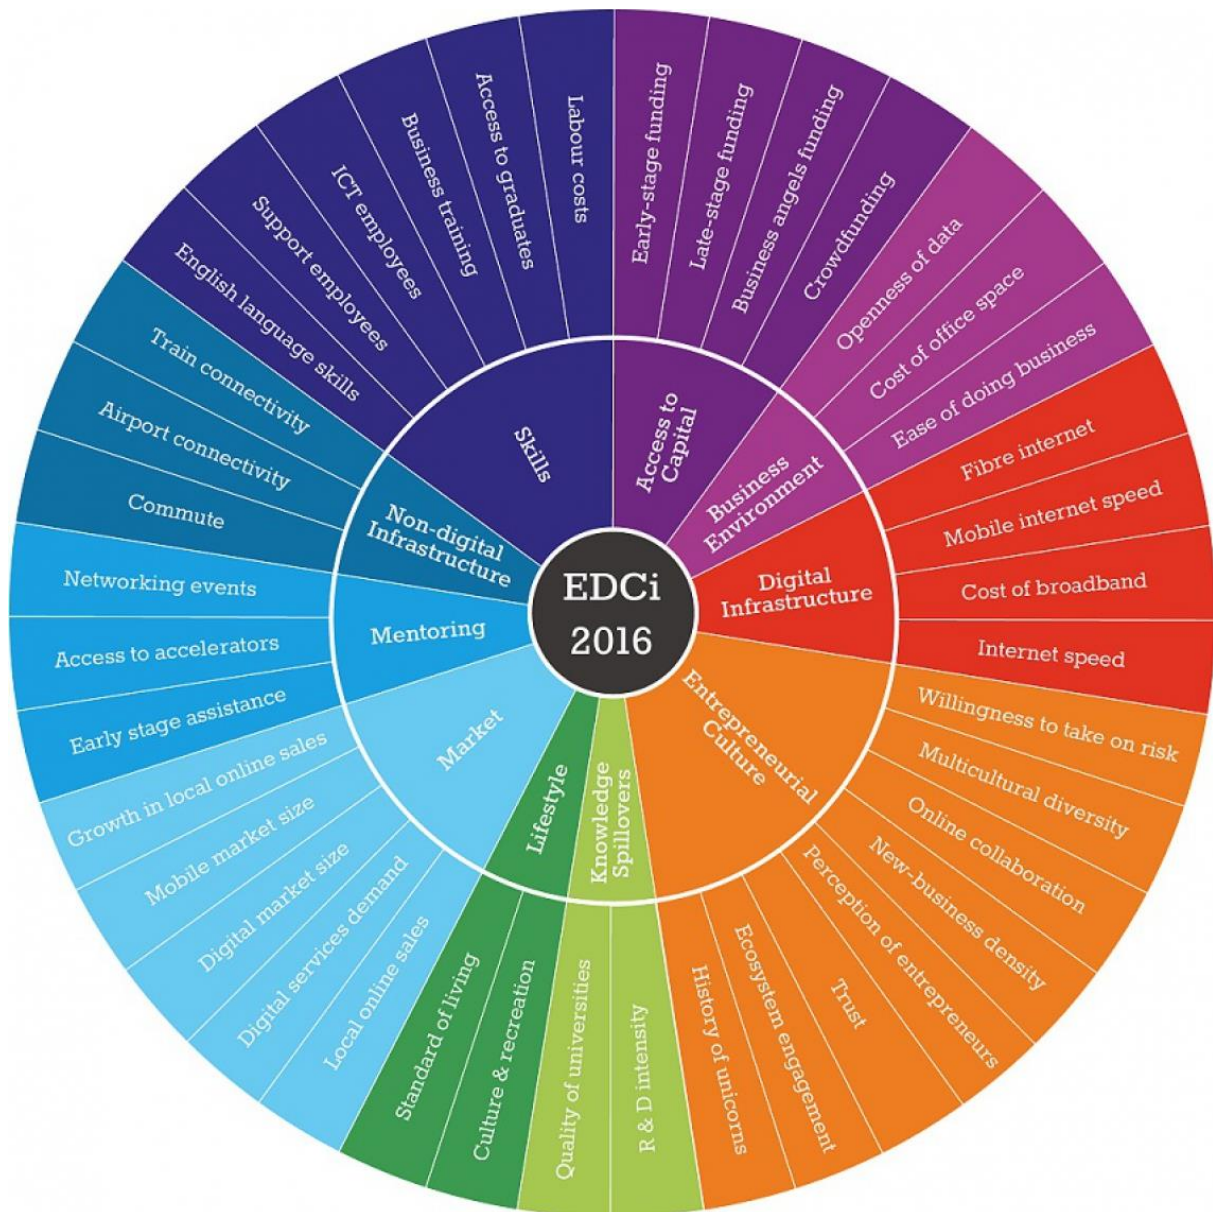 EDCi
2016
Access to
Capital
Business
Environment
Digital
Infrastructure
Entrepreneurial
Culture
Knowledge
Spillovers
Lifestyle
Market
Mentoring
Non-digital
Infrastructure
Skills
Early-stage funding
Late-stage funding
Business angels funding
Crowdfunding
Openness of data
Cost of office space
Ease of doing business
Fibre internet
Mobile internet speed
Cost of broadband
Internet speed
Willingness to take on risk
Multicultural diversity
Online collaboration
New-business density
Perception of entrepreneurs
Trust
Ecosystem engagement
History of unicorns
R & D intensity
Quality of universities
Culture & recreation
Standard of living
Local online sales
Digital services demand
Digital market size
Mobile market size
Growth in local online sales
Early stage assistance
Access to accelerators
Networking events
Commute
Airport connectivity
Train connectivity
English language skills
Support employees
ICT employees
Business training
Access to graduates
Labour costs